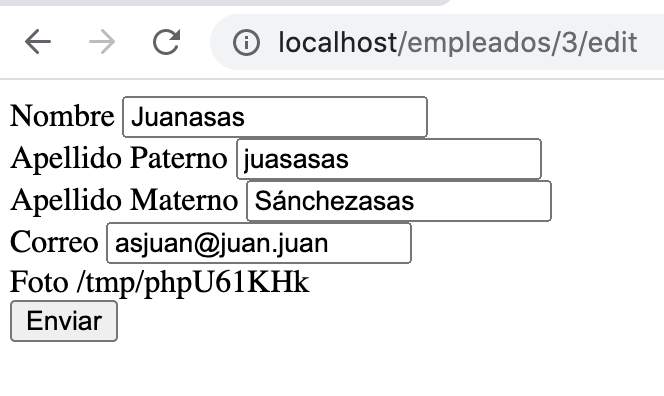 localhost/empleados/3/edit
Nombre Juanasas
Apellido Paterno juasasas
Apellido Materno Sánchezasas
Correo asjuan@juan.juan
Foto /tmp/phpU61KHk
Enviar